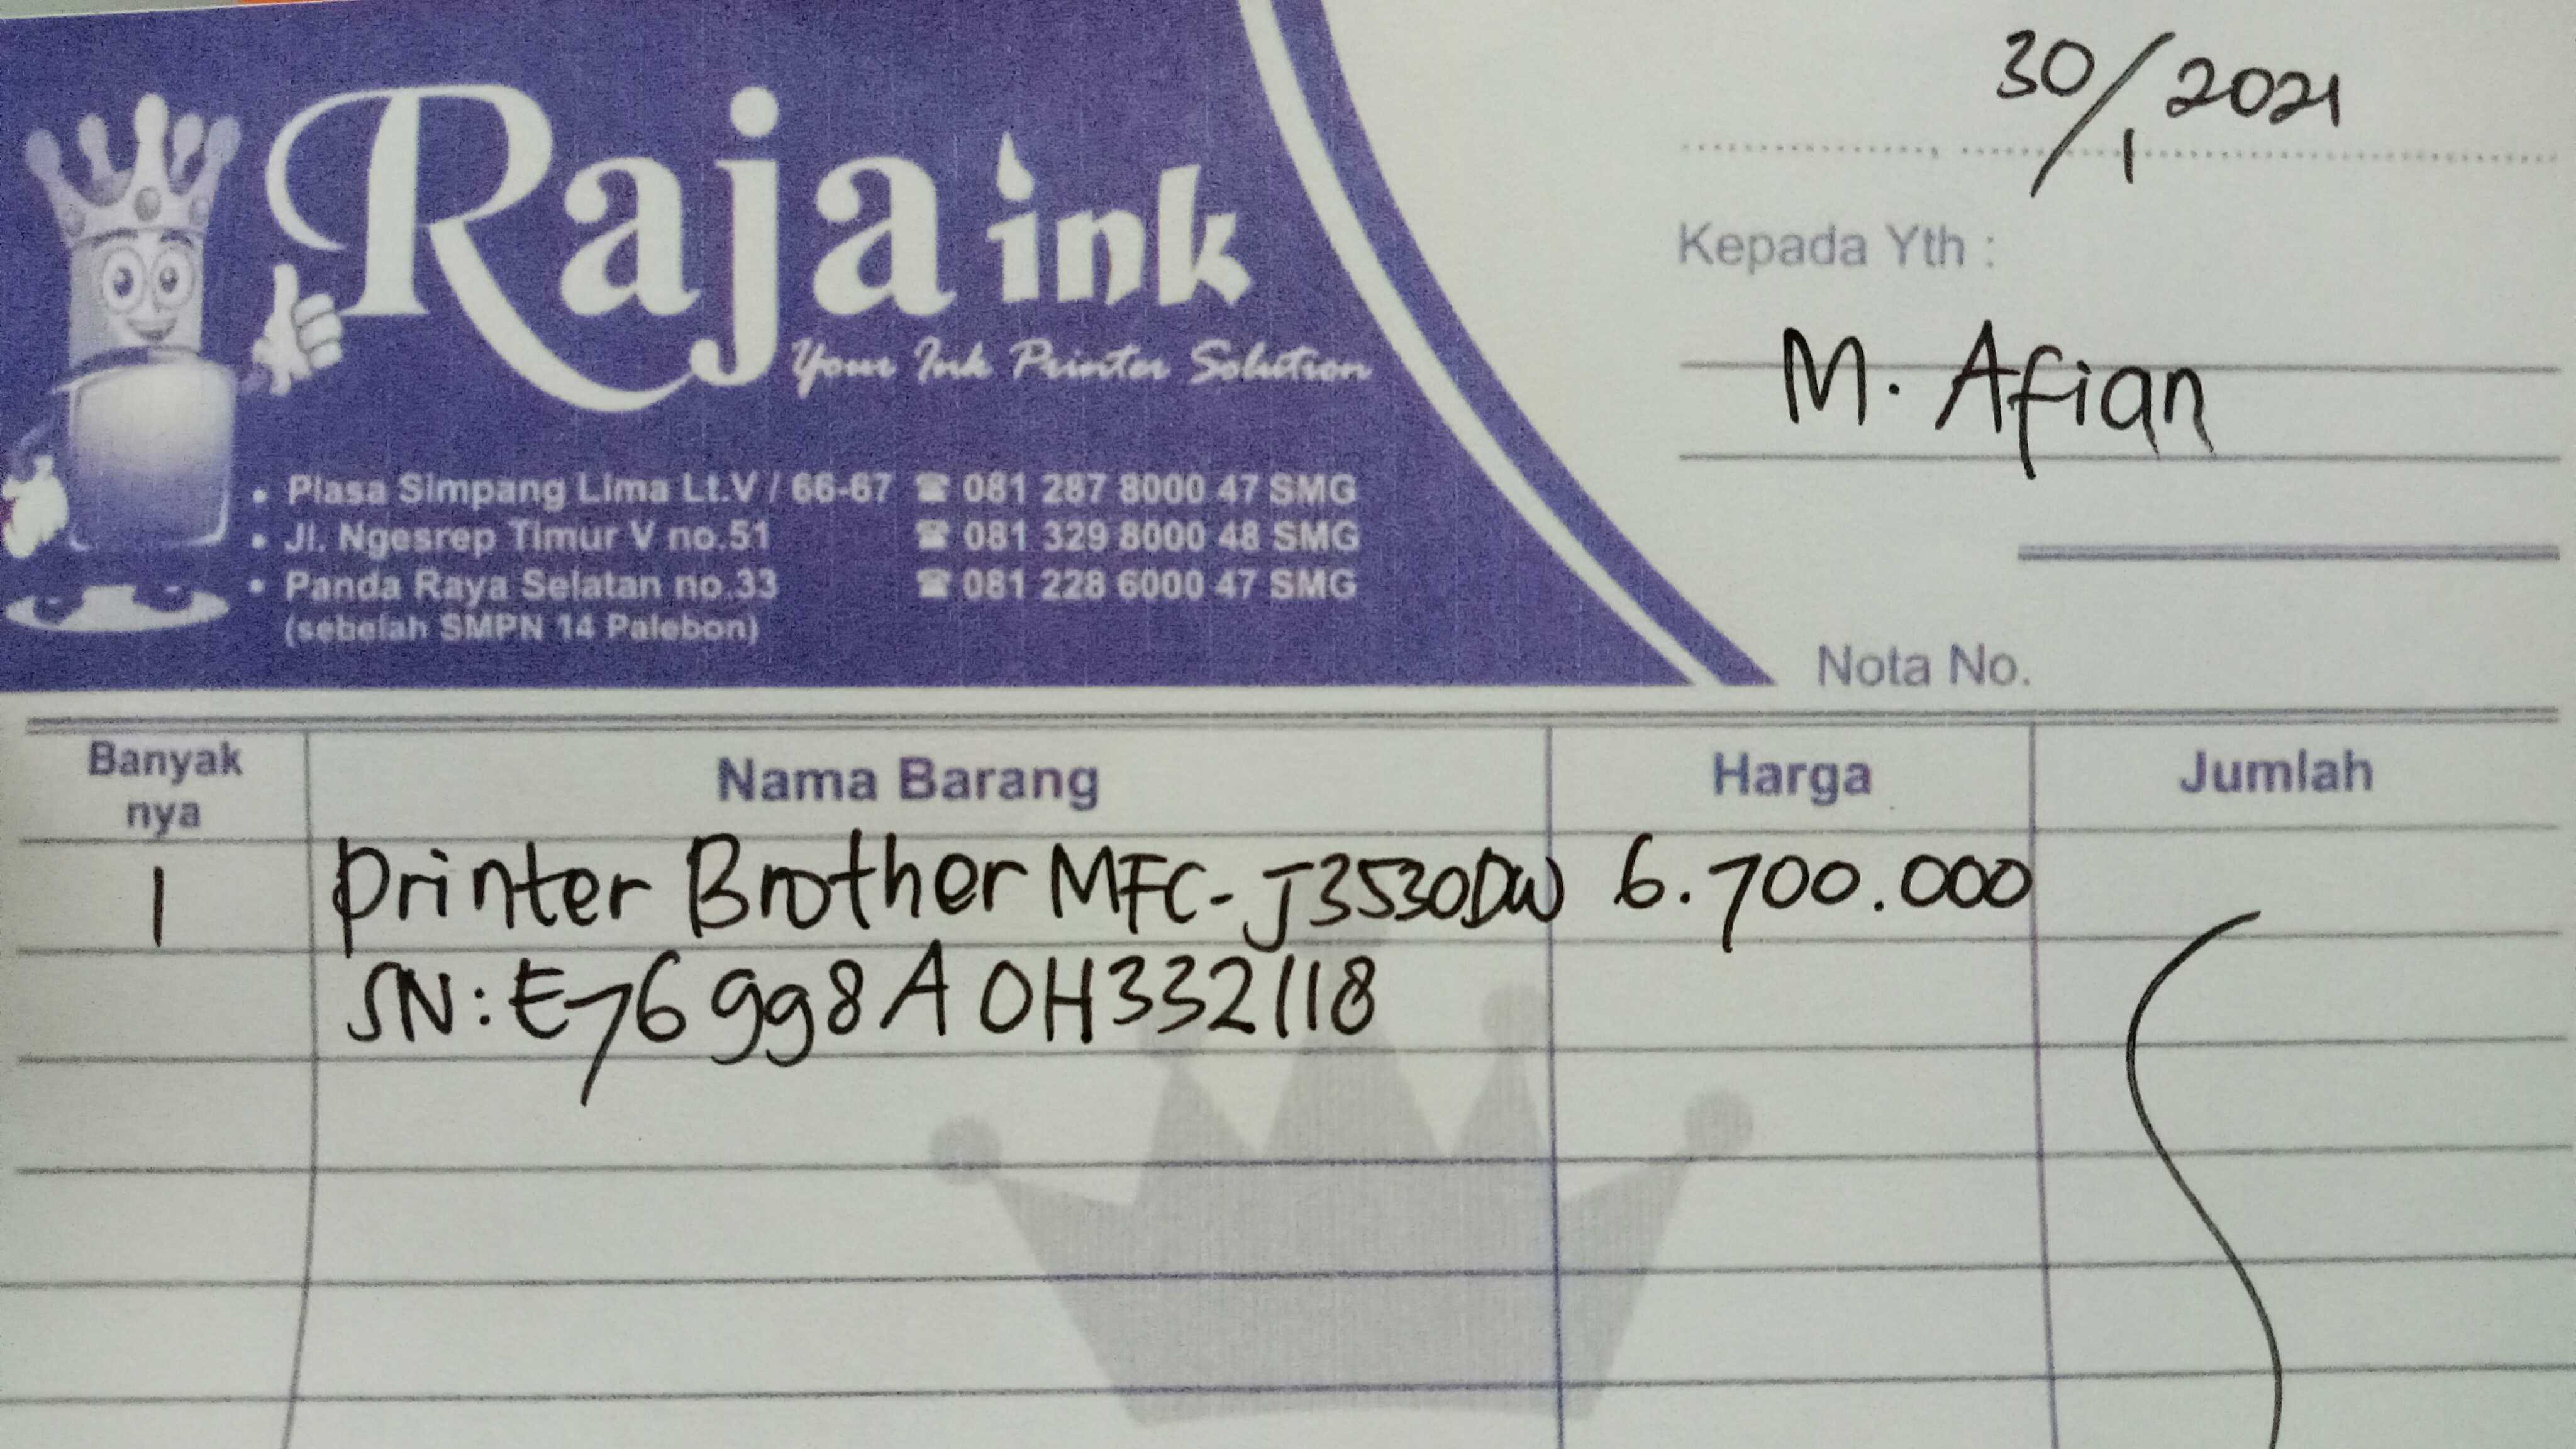 Raja ink
Your Ink Printer Solution
• Plasa Simpang Lima Lt.V / 66-67 ☎ 081 287 8000 47 SMG
• Jl. Ngesrep Timur V no.51 ☎ 081 329 8000 48 SMG
• Panda Raya Selatan no.33 ☎ 081 228 6000 47 SMG
(sebelah SMPN 14 Palebon)
30/1 2021
Kepada Yth :
M. Afian
Nota No.
Banyak nya Nama Barang Harga Jumlah
1 Printer Brother MFC-J3530DW 6.700.000
SN: E76998A0H332118